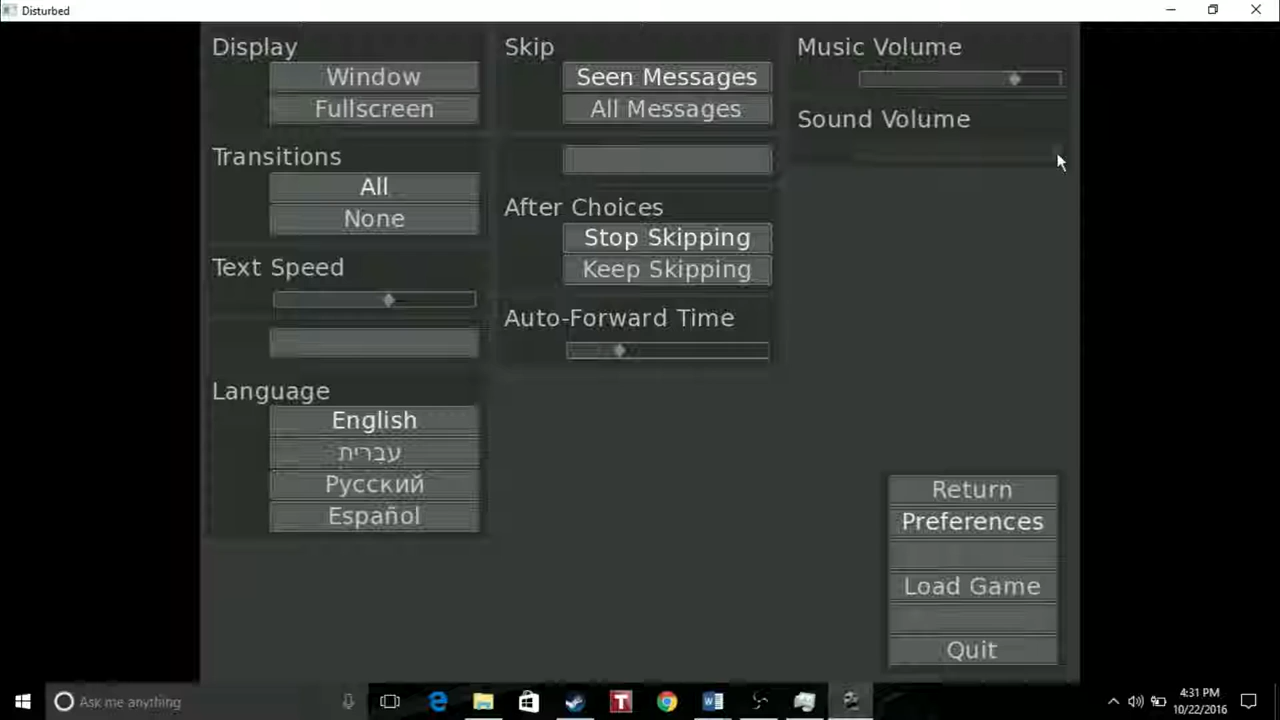 Disturbed
Display
Window
Fullscreen
Transitions
All
None
Text Speed
Language
English
עִבְרִית
Русский
Español
Skip
Seen Messages
All Messages
After Choices
Stop Skipping
Keep Skipping
Auto-Forward Time
Music Volume
Sound Volume
Return
Preferences
Load Game
Quit
Ask me anything
4:31 PM
10/22/2016